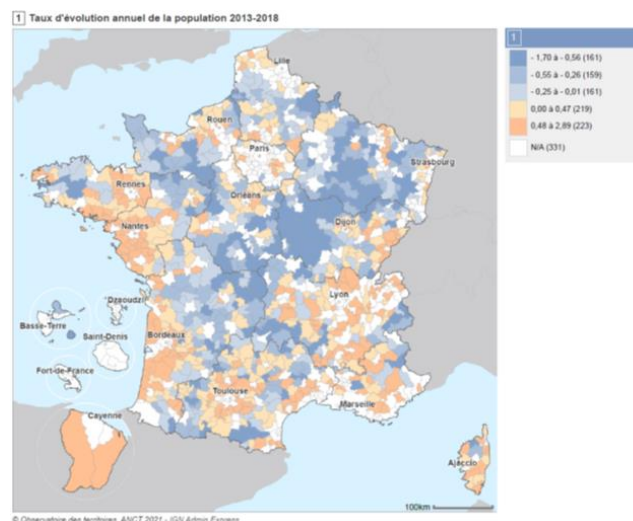 1 Taux d'évolution annuel de la population 2013-2018
1
- 1,70 à - 0,56 (161)
- 0,55 à - 0,26 (159)
- 0,25 à - 0,01 (161)
0,00 à 0,47 (219)
0,48 à 2,89 (223)
N/A (331)
Lille
Rouen
Paris
Strasbourg
Rennes
Orléans
Nantes
Dijon
Dzaoudzi
Lyon
Basse-Terre
Saint-Denis
Bordeaux
Fort-de-France
Toulouse
Marseille
Cayenne
Ajaccio
100km
© Observatoire des territoires, ANCT 2021 - IGN Admin Express